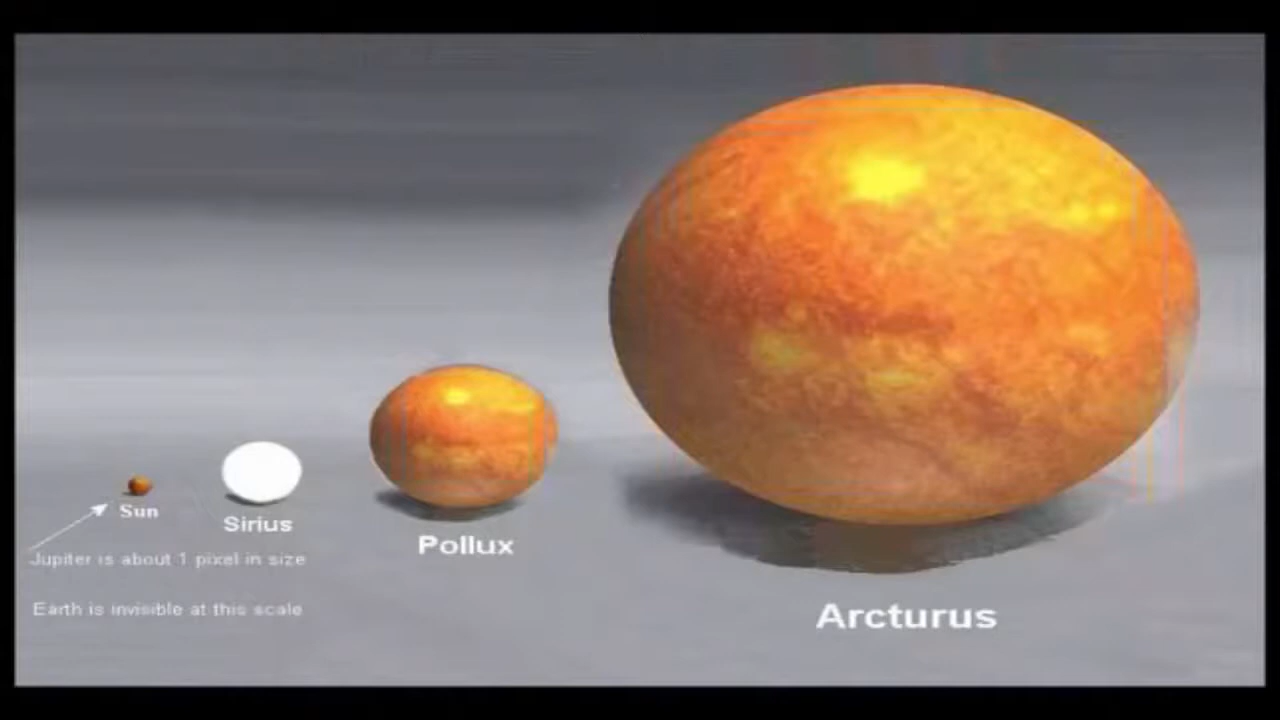 Sun
Sirius
Jupiter is about 1 pixel in size
Pollux
Earth is invisible at this scale
Arcturus